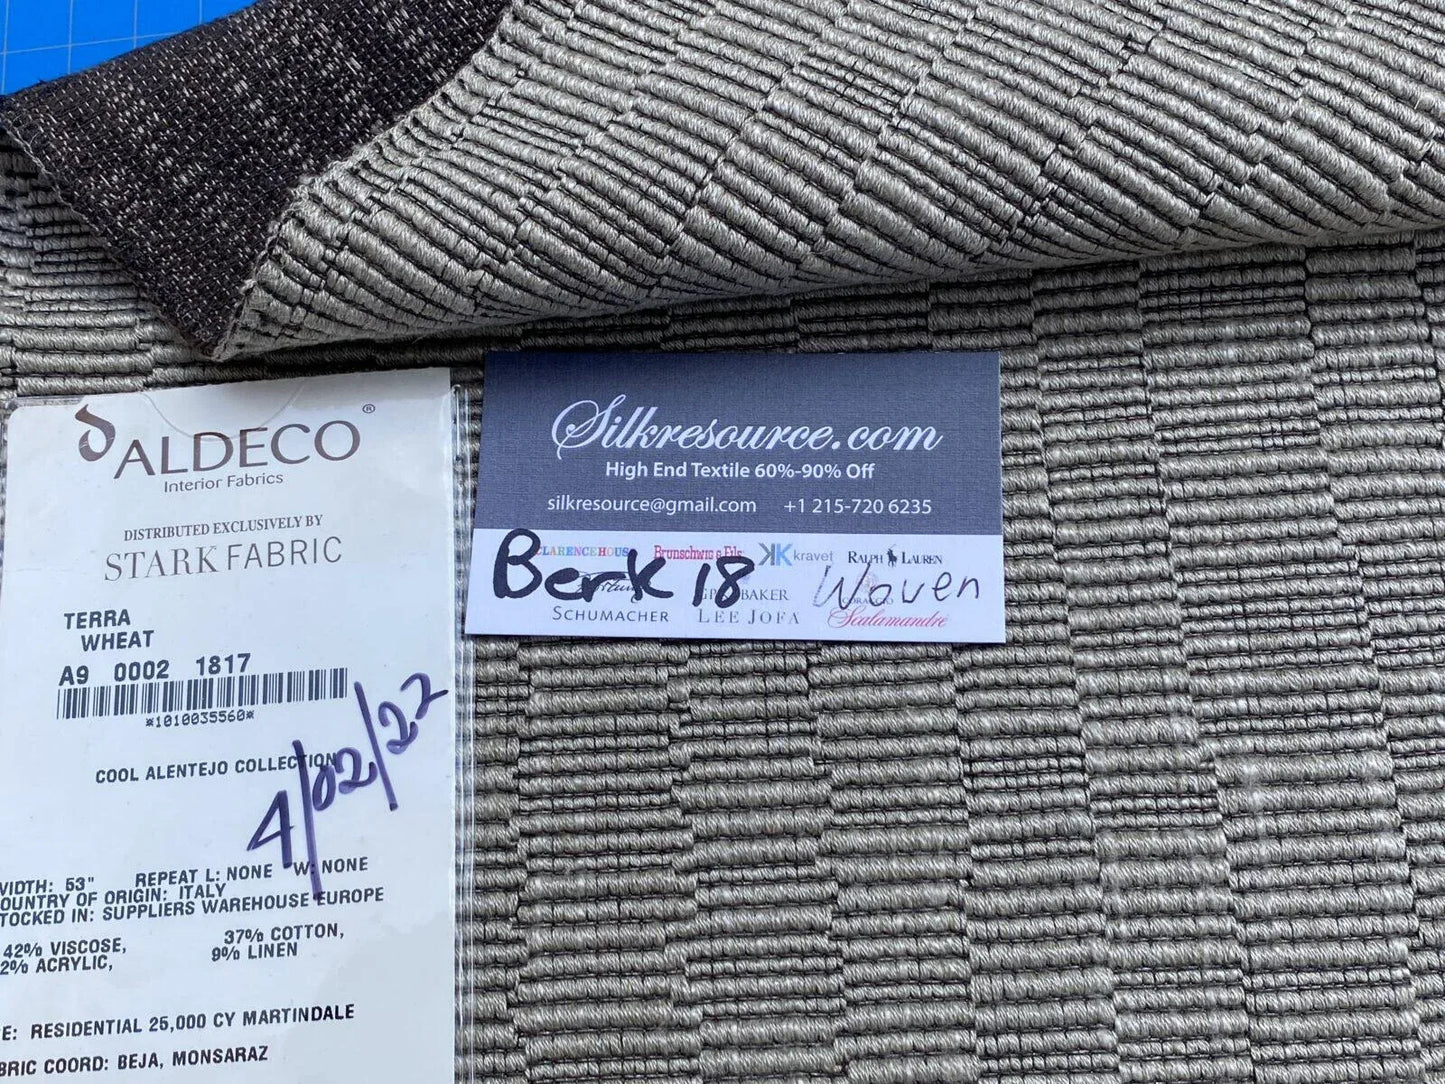 ALDECO®
Interior Fabrics
DISTRIBUTED EXCLUSIVELY BY
STARK FABRIC
TERRA
WHEAT
A9 0002 1817
*1010035560*
COOL ALENTEJO COLLECTION
4/02/22
WIDTH: 53" REPEAT L: NONE W: NONE
COUNTRY OF ORIGIN: ITALY
STOCKED IN: SUPPLIERS WAREHOUSE EUROPE
42% VISCOSE, 37% COTTON,
2% ACRYLIC, 9% LINEN
E: RESIDENTIAL 25,000 CY MARTINDALE
BRIC COORD: BEJA, MONSARAZ
Silkresource.com
High End Textile 60%-90% Off
silkresource@gmail.com +1 215-720 6235
CLARENCE HOUSE Brunschwig & Fils kravet RALPH LAUREN
Berk 18 Woven
BAKER
SCHUMACHER LEE JOFA Scalamandré